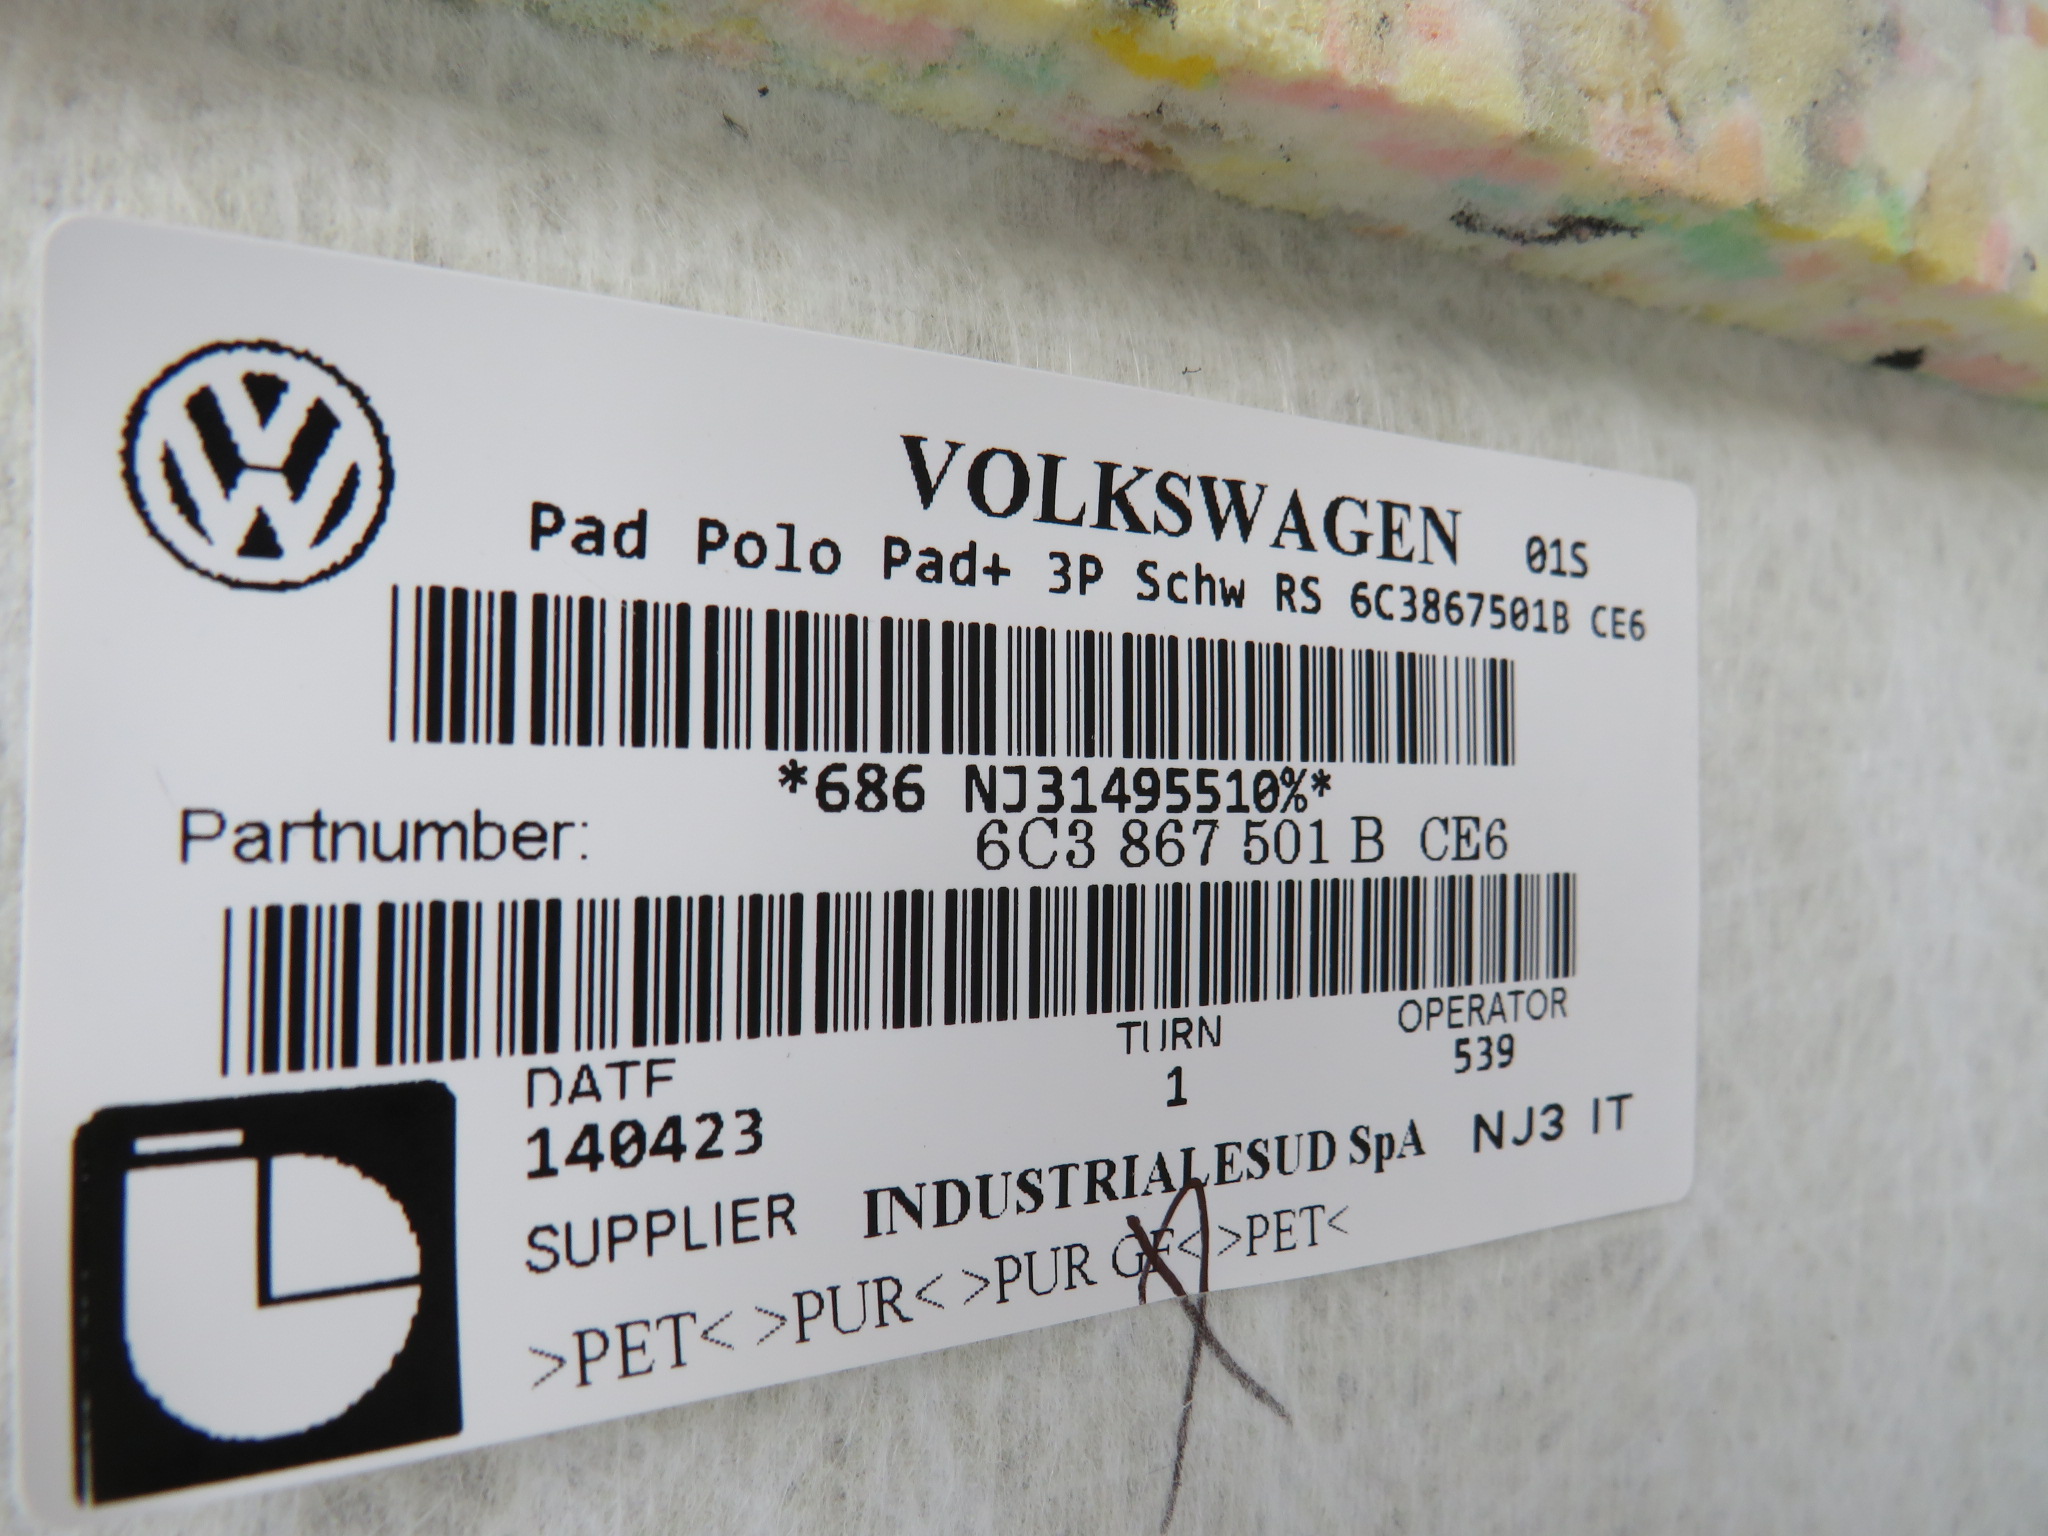 VOLKSWAGEN 01S
Pad Polo Pad+ 3P Schw RS 6C3867501B CE6
*686 NJ31495510%*
Partnumber: 6C3 867 501 B CE6
DATE TURN OPERATOR
140423 1 539
SUPPLIER INDUSTRIALESUD SpA NJ3 IT
>PET< >PUR< >PUR GF< >PET<